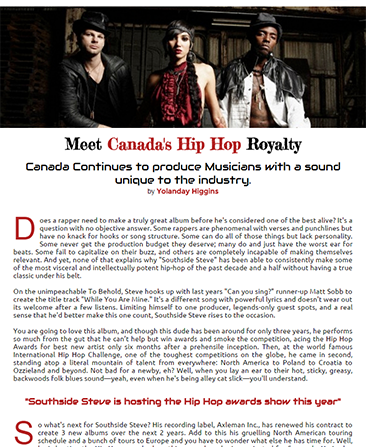 Meet Canada's Hip Hop Royalty
Canada Continues to produce Musicians with a sound
unique to the industry.
by Yolanday Higgins
Does a rapper need to make a truly great album before he's considered one of the best alive? It's a
question with no objective answer. Some rappers are phenomenal with verses and punchlines but
have no knack for hooks or song structure. Some can do all of those things but lack personality.
Some never get the production budget they deserve; many do and just have the worst ear for
beats. Some fail to capitalize on their buzz, and others are completely incapable of making themselves
relevant. And yet, none of that explains why "Southside Steve" has been able to consistently make some
of the most visceral and intellectually potent hip-hop of the past decade and a half without having a true
classic under his belt.
On the unimpeachable To Behold, Steve hooks up with last years "Can you sing?" runner-up Matt Sobb to
create the title track "While You Are Mine." It's a different song with powerful lyrics and doesn't wear out
its welcome after a few listens. Limiting himself to one producer, legends-only guest spots, and a real
sense that he'd better make this one count, Southside Steve rises to the occasion.
You are going to love this album, and though this dude has been around for only three years, he performs
so much from the gut that he can't help but win awards and smoke the competition, acing the Hip Hop
Awards for best new artist only six months after a prehensile inception. Then, at the world famous
International Hip Hop Challenge, one of the toughest competitions on the globe, he came in second,
standing atop a literal mountain of talent from everywhere: North America to Poland to Croatia to
Ozzieland and beyond. Not bad for a newby, eh? Well, when you lay an ear to their hot, sticky, greasy,
backwoods folk blues sound—yeah, even when he's being alley cat slick—you'll understand.
"Southside Steve is hosting the Hip Hop awards show this year"
So what's next for Southside Steve? His recording label, Axleman Inc., has renewed his contract to
create 3 new albums over the next 2 years. Add to this his gruelling North American touring
schedule and a bunch of tours to Europe and you have to wonder what else he has time for. Well,